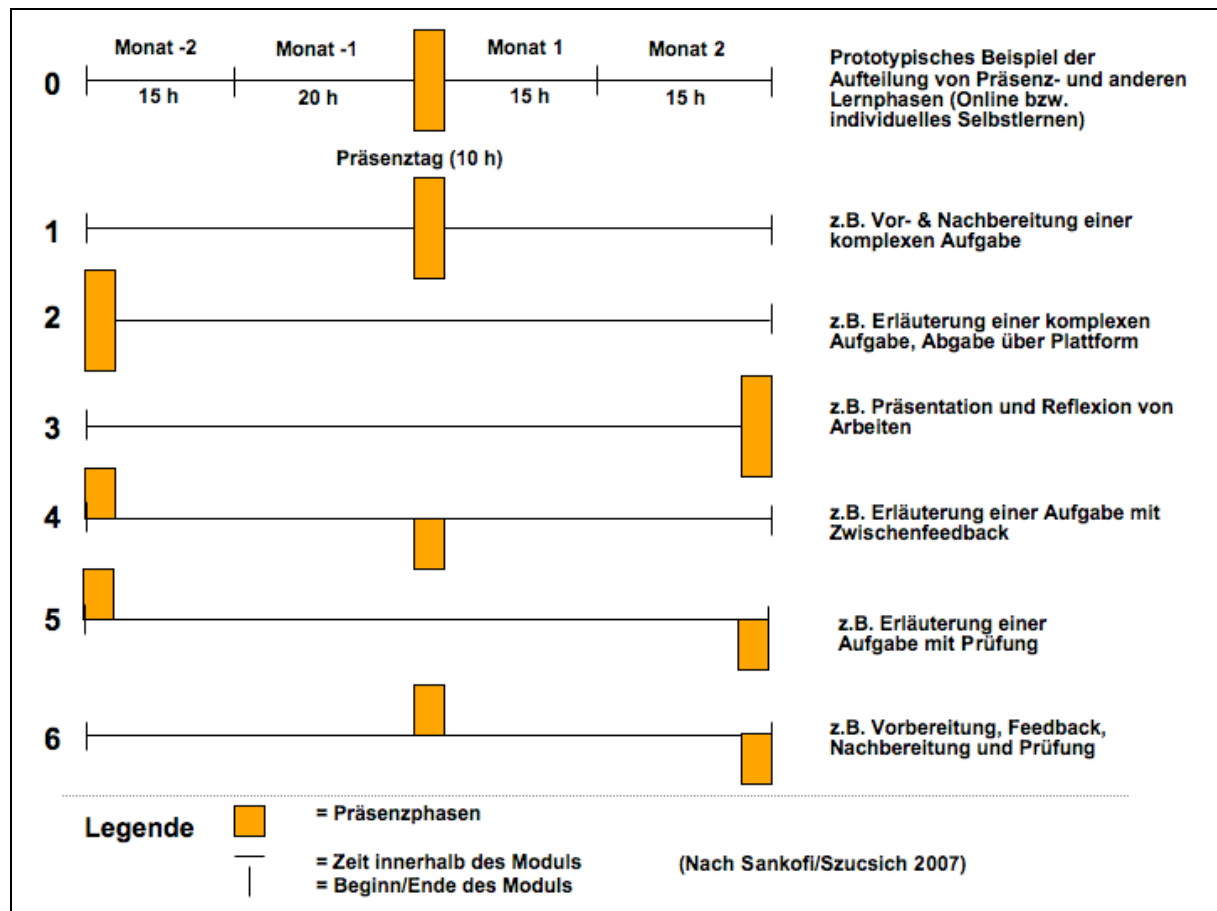 Monat -2
Monat -1
Monat 1
Monat 2
0
15 h
20 h
15 h
15 h
Prototypisches Beispiel der
Aufteilung von Präsenz- und anderen
Lernphasen (Online bzw.
individuelles Selbstlernen)
Präsenztag (10 h)
1
z.B. Vor- & Nachbereitung einer
komplexen Aufgabe
2
z.B. Erläuterung einer komplexen
Aufgabe, Abgabe über Plattform
3
z.B. Präsentation und Reflexion von
Arbeiten
4
z.B. Erläuterung einer Aufgabe mit
Zwischenfeedback
5
z.B. Erläuterung einer
Aufgabe mit Prüfung
6
z.B. Vorbereitung, Feedback,
Nachbereitung und Prüfung
Legende
= Präsenzphasen
= Zeit innerhalb des Moduls
= Beginn/Ende des Moduls
(Nach Sankofi/Szucsich 2007)